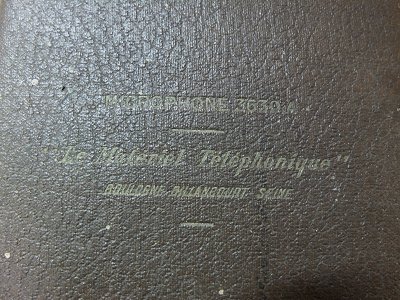 MICROPHONE 3630-A
"Le Matériel Téléphonique"
BOULOGNE-BILLANCOURT SEINE